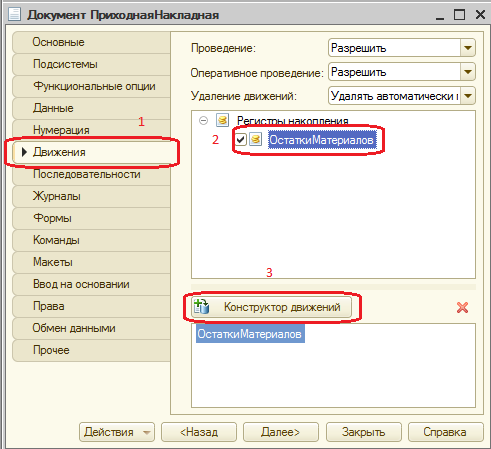 Документ ПриходнаяНакладная
Основные
Подсистемы
Функциональные опции
Данные
Нумерация
1
Движения
Последовательности
Журналы
Формы
Команды
Макеты
Ввод на основании
Права
Обмен данными
Прочее
Проведение: Разрешить
Оперативное проведение: Разрешить
Удаление движений: Удалять автоматически
Регистры накопления
2
ОстаткиМатериалов
3
Конструктор движений
ОстаткиМатериалов
Действия
<Назад
Далее>
Закрыть
Справка